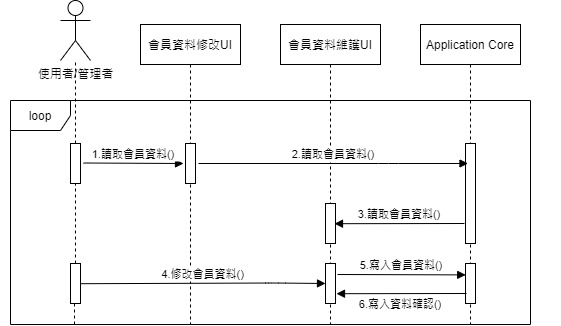 會員資料修改UI
會員資料維護UI
Application Core
使用者/管理者
loop
1.讀取會員資料()
2.讀取會員資料()
3.讀取會員資料()
4.修改會員資料()
5.寫入會員資料()
6.寫入資料確認()